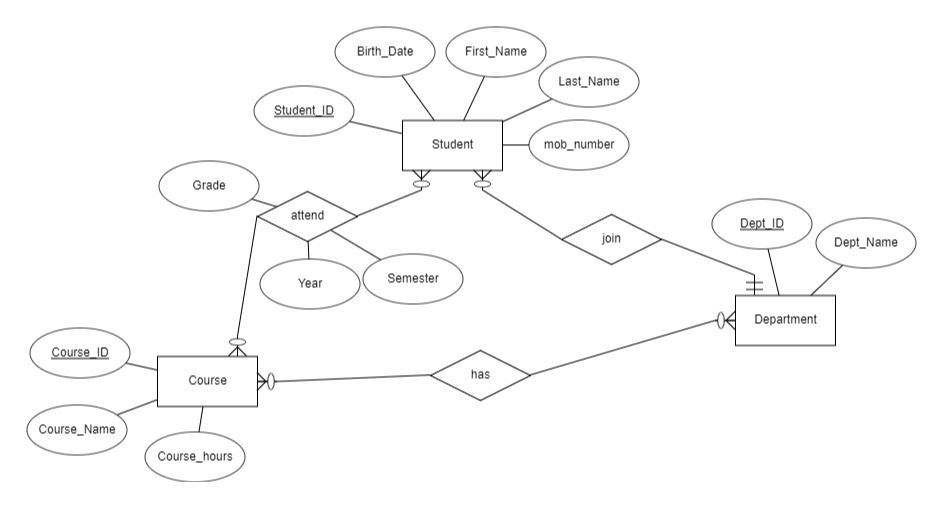 Birth_Date
First_Name
Last_Name
Student_ID
Student
mob_number
Grade
attend
join
Dept_ID
Dept_Name
Year
Semester
Department
Course_ID
Course
has
Course_Name
Course_hours